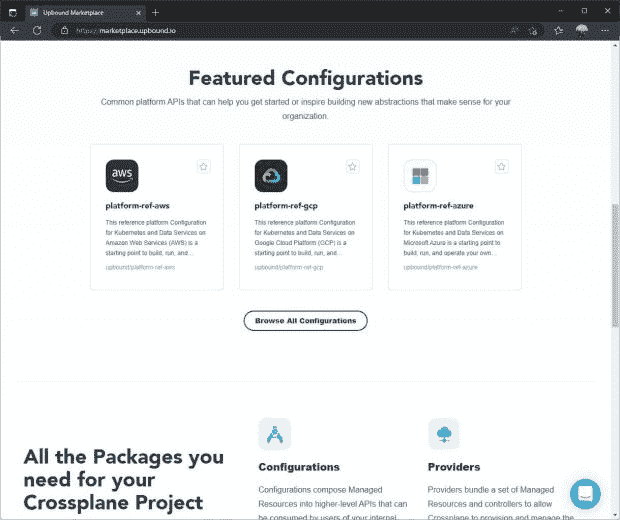 Upbound Marketplace
https://marketplace.upbound.io
Featured Configurations
Common platform APIs that can help you get started or inspire building new abstractions that make sense for your
organization.
aws
platform-ref-aws
This reference platform Configuration
for Kubernetes and Data Services on
Amazon Web Services (AWS) is a
starting point to build, run, and...
upbound/platform-ref-aws
platform-ref-gcp
This reference platform Configuration
for Kubernetes and Data Services on
Google Cloud Platform (GCP) is a
starting point to build, run, and...
upbound/platform-ref-gcp
platform-ref-azure
This reference platform Configuration
for Kubernetes and Data Services on
Microsoft Azure is a starting point to
build, run, and operate your own...
upbound/platform-ref-azure
Browse All Configurations
All the Packages you
need for your
Crossplane Project
Configurations
Configurations compose Managed
Resources into higher-level APIs that can
be consumed by users of your internal
Providers
Providers bundle a set of Managed
Resources and controllers to allow
Crossplane to provision and manage the